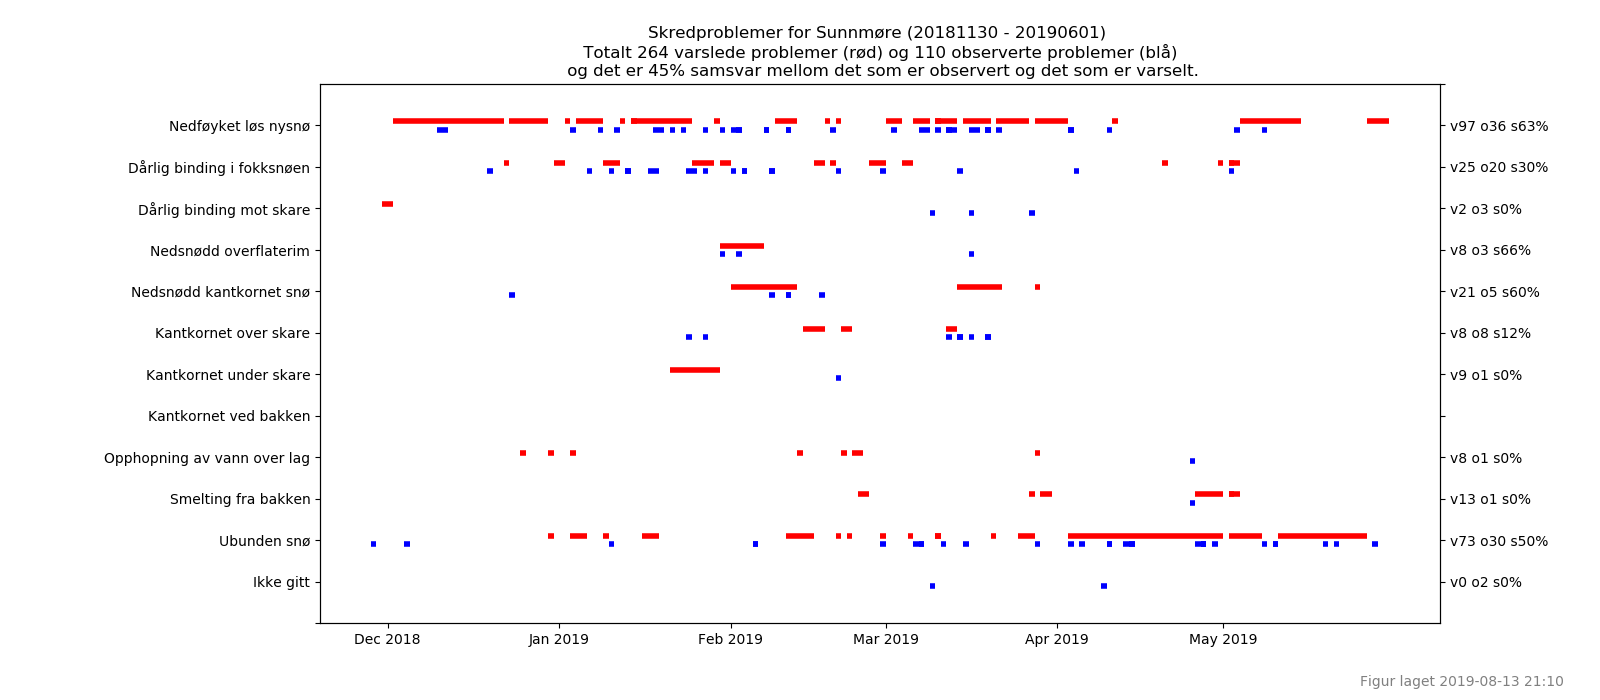 Skredproblemer for Sunnmøre (20181130 - 20190601)
Totalt 264 varslede problemer (rød) og 110 observerte problemer (blå)
og det er 45% samsvar mellom det som er observert og det som er varselt.
Nedføyket løs nysnø v97 o36 s63%
Dårlig binding i fokksnøen v25 o20 s30%
Dårlig binding mot skare v2 o3 s0%
Nedsnødd overflaterim v8 o3 s66%
Nedsnødd kantkornet snø v21 o5 s60%
Kantkornet over skare v8 o8 s12%
Kantkornet under skare v9 o1 s0%
Kantkornet ved bakken
Opphopning av vann over lag v8 o1 s0%
Smelting fra bakken v13 o1 s0%
Ubunden snø v73 o30 s50%
Ikke gitt v0 o2 s0%
Dec 2018 Jan 2019 Feb 2019 Mar 2019 Apr 2019 May 2019
Figur laget 2019-08-13 21:10